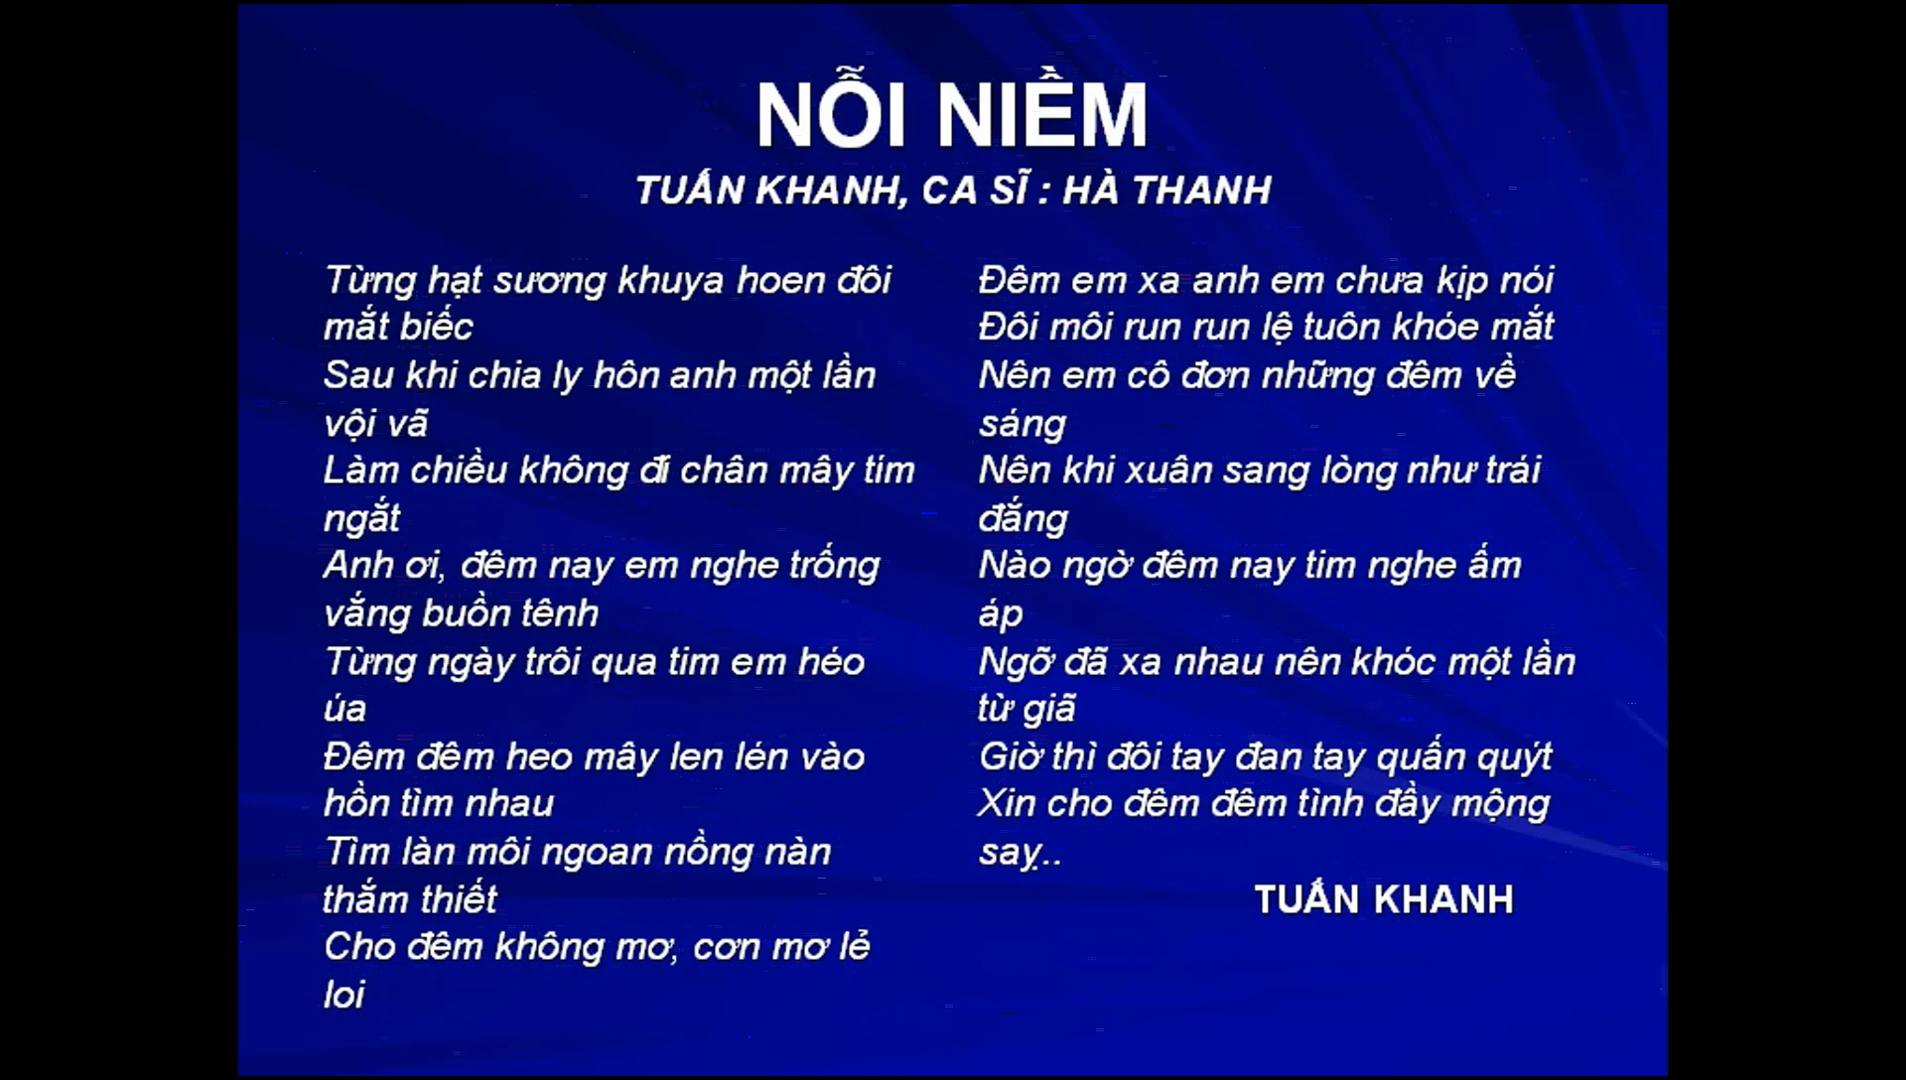 NỖI NIỀM
TUẤN KHANH, CA SĨ : HÀ THANH
Từng hạt sương khuya hoen đôi
mắt biếc
Sau khi chia ly hôn anh một lần
vội vã
Làm chiều không đi chân mây tím
ngắt
Anh ơi, đêm nay em nghe trống
vắng buồn tênh
Từng ngày trôi qua tim em héo
úa
Đêm đêm heo mây len lén vào
hồn tìm nhau
Tìm làn môi ngoan nồng nàn
thắm thiết
Cho đêm không mơ, cơn mơ lẻ
loi
Đêm em xa anh em chưa kịp nói
Đôi môi run run lệ tuôn khóe mắt
Nên em cô đơn những đêm về
sáng
Nên khi xuân sang lòng như trái
đắng
Nào ngờ đêm nay tim nghe ấm
áp
Ngỡ đã xa nhau nên khóc một lần
từ giã
Giờ thì đôi tay đan tay quấn quýt
Xin cho đêm đêm tình đầy mộng
saỵ..
TUẤN KHANH